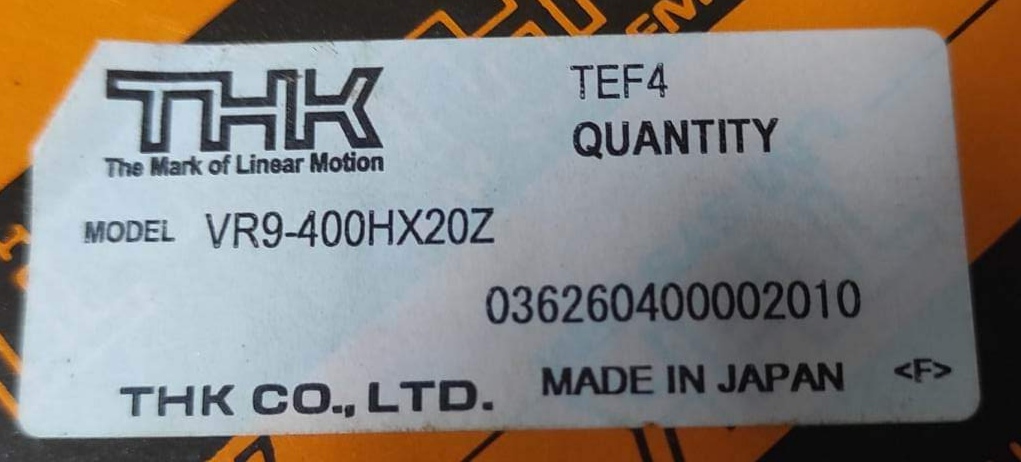 THK
The Mark of Linear Motion
TEF4
QUANTITY
MODEL VR9-400HX20Z
036260400002010
THK CO., LTD.
MADE IN JAPAN <F>